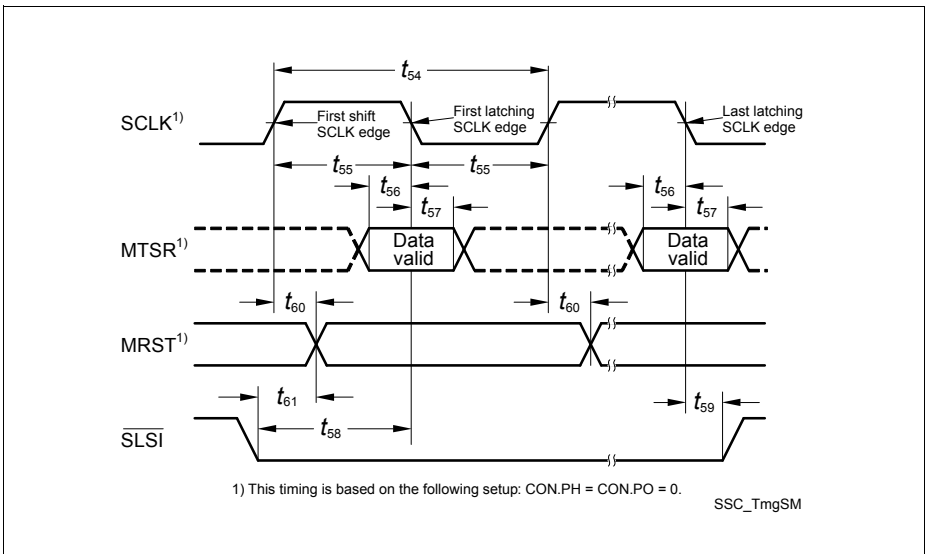 t54
SCLK1)
First shift
SCLK edge
First latching
SCLK edge
Last latching
SCLK edge
t55
t55
t56
t57
t56
t57
MTSR1)
Data
valid
Data
valid
t60
t60
MRST1)
t61
t58
t59
SLSI
1) This timing is based on the following setup: CON.PH = CON.PO = 0.
SSC_TmgSM